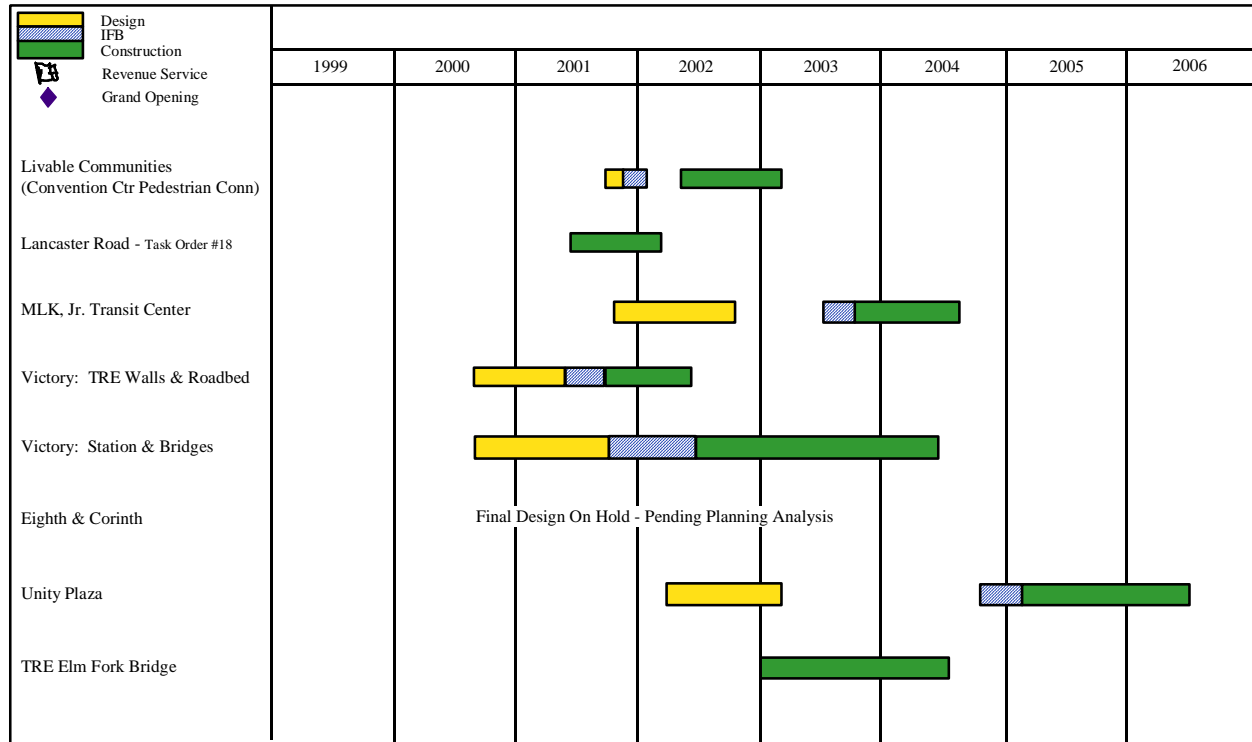 Design
IFB
Construction
Revenue Service
Grand Opening
1999 2000 2001 2002 2003 2004 2005 2006
Livable Communities
(Convention Ctr Pedestrian Conn)
Lancaster Road - Task Order #18
MLK, Jr. Transit Center
Victory: TRE Walls & Roadbed
Victory: Station & Bridges
Eighth & Corinth
Final Design On Hold - Pending Planning Analysis
Unity Plaza
TRE Elm Fork Bridge